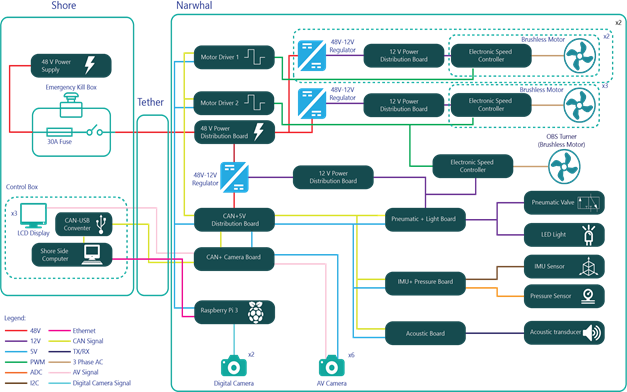 Shore
Narwhal
x2
48 V Power
Supply
Emergency Kill Box
30A Fuse
Tether
Control Box
x3
LCD Display
CAN-USB
Conventer
Shore Side
Computer
Motor Driver 1
48V-12V
Regulator
12 V Power
Distribution Board
Brushless Motor
x2
Electronic Speed
Controller
Motor Driver 2
48V-12V
Regulator
12 V Power
Distribution Board
Brushless Motor
x3
Electronic Speed
Controller
48 V Power
Distribution Board
48V-12V
Regulator
12 V Power
Distribution Board
Electronic Speed
Controller
OBS Turner
(Brushless Motor)
CAN+5V
Distribution Board
Pneumatic + Light Board
Pneumatic Valve
LED Light
CAN+ Camera Board
IMU+ Pressure Board
IMU Sensor
Pressure Sensor
Raspberry Pi 3
Acoustic Board
Acoustic transducer
x2
Digital Camera
x6
AV Camera
Legend:
48V
Ethernet
12V
CAN Signal
5V
TX/RX
PWM
3 Phase AC
ADC
AV Signal
I2C
Digital Camera Signal